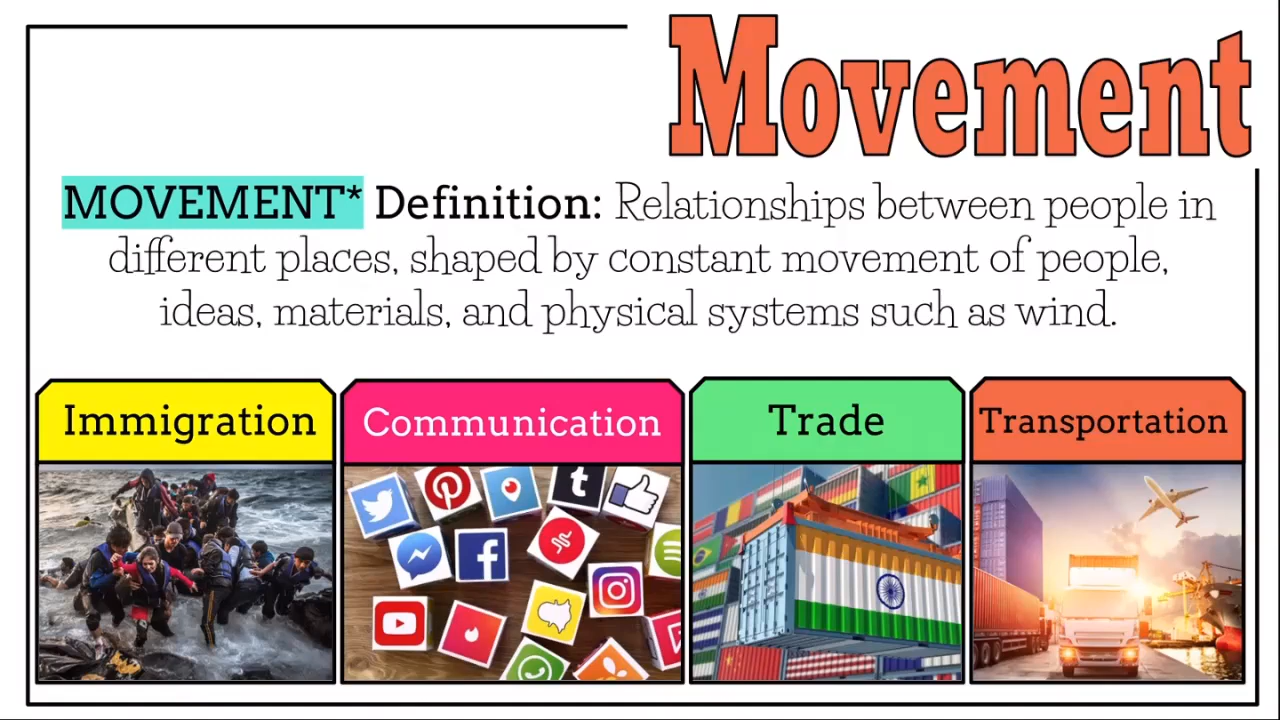 Movement
MOVEMENT* Definition: Relationships between people in
different places, shaped by constant movement of people,
ideas, materials, and physical systems such as wind.
Immigration
Communication
Trade
Transportation